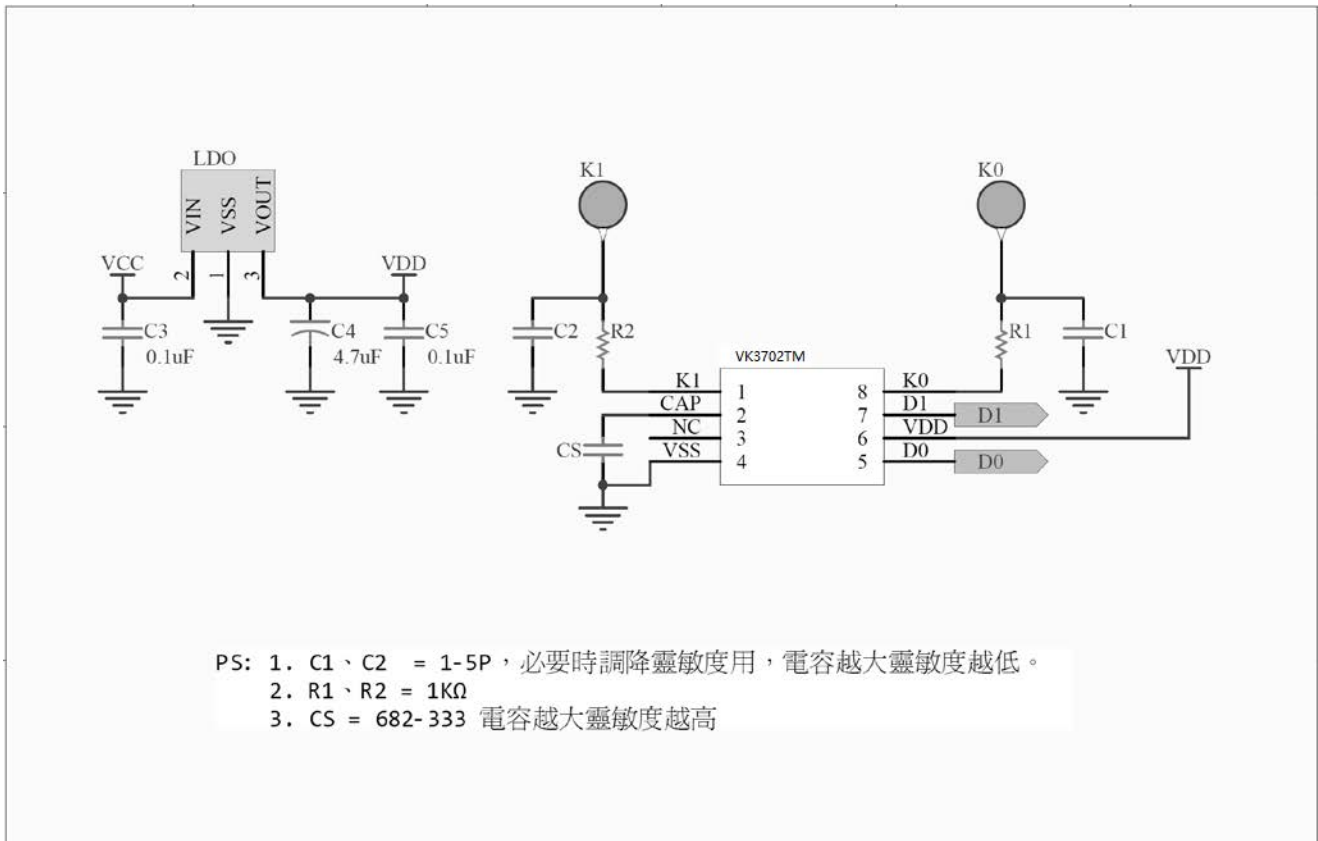 LDO
VIN
VSS
VOUT
2
1
3
VCC
VDD
C3
0.1uF
C4
4.7uF
C5
0.1uF
K1
K0
C2
R2
R1
C1
VK3702TM
VDD
K1
1
8
K0
CAP
2
7
D1
D1
NC
3
6
VDD
CS
VSS
4
5
D0
D0
PS: 1. C1、C2 = 1-5P，必要時調降靈敏度用，電容越大靈敏度越低。
2. R1、R2 = 1KΩ
3. CS = 682-333 電容越大靈敏度越高